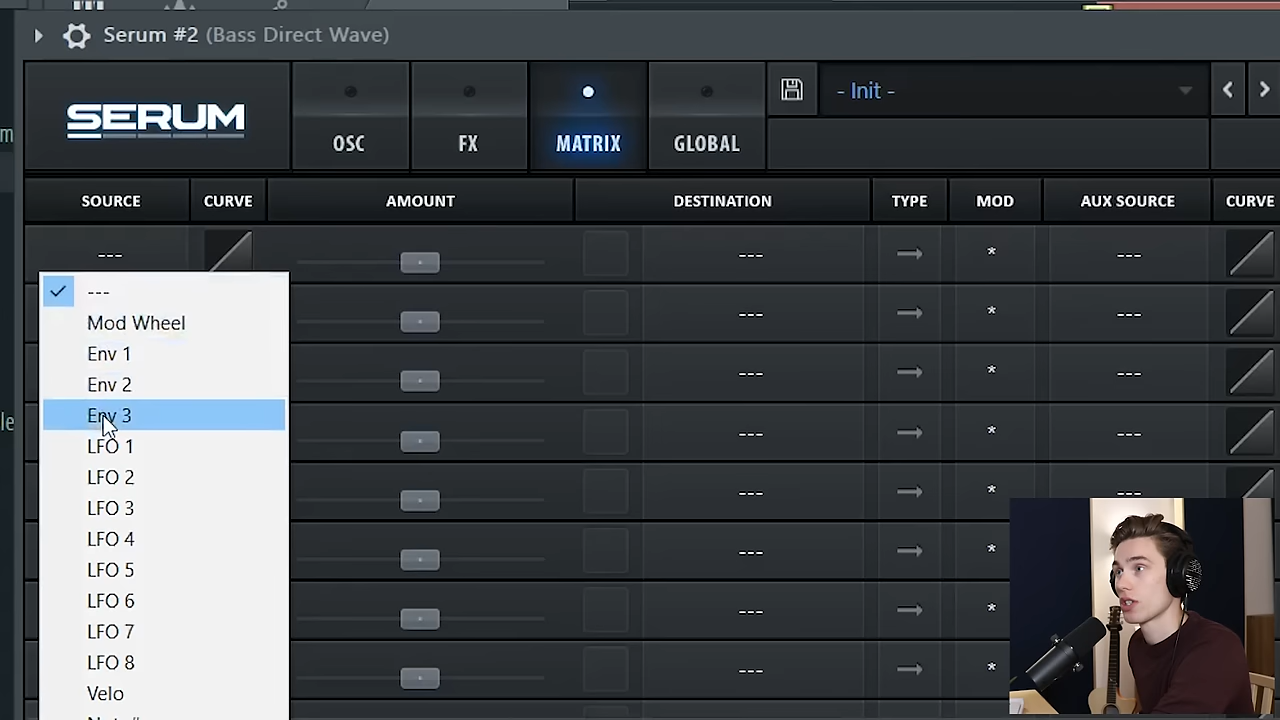 Serum #2 (Bass Direct Wave)
SERUM
OSC
FX
MATRIX
GLOBAL
- Init -
SOURCE
CURVE
AMOUNT
DESTINATION
TYPE
MOD
AUX SOURCE
CURVE
--- --- * ---
--- * ---
--- * ---
--- * ---
--- * ---
--- *
--- *
--- *
---
Mod Wheel
Env 1
Env 2
Env 3
LFO 1
LFO 2
LFO 3
LFO 4
LFO 5
LFO 6
LFO 7
LFO 8
Velo